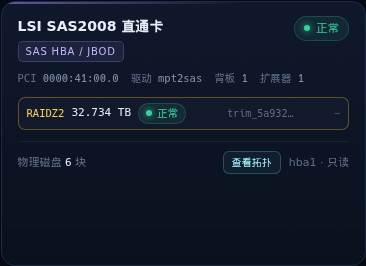 LSI SAS2008 直通卡 正常
SAS HBA / JBOD
PCI 0000:41:00.0 驱动 mpt2sas 背板 1 扩展器 1
RAIDZ2 32.734 TB 正常 trim_5a932… —
物理磁盘 6 块 查看拓扑 hba1 · 只读